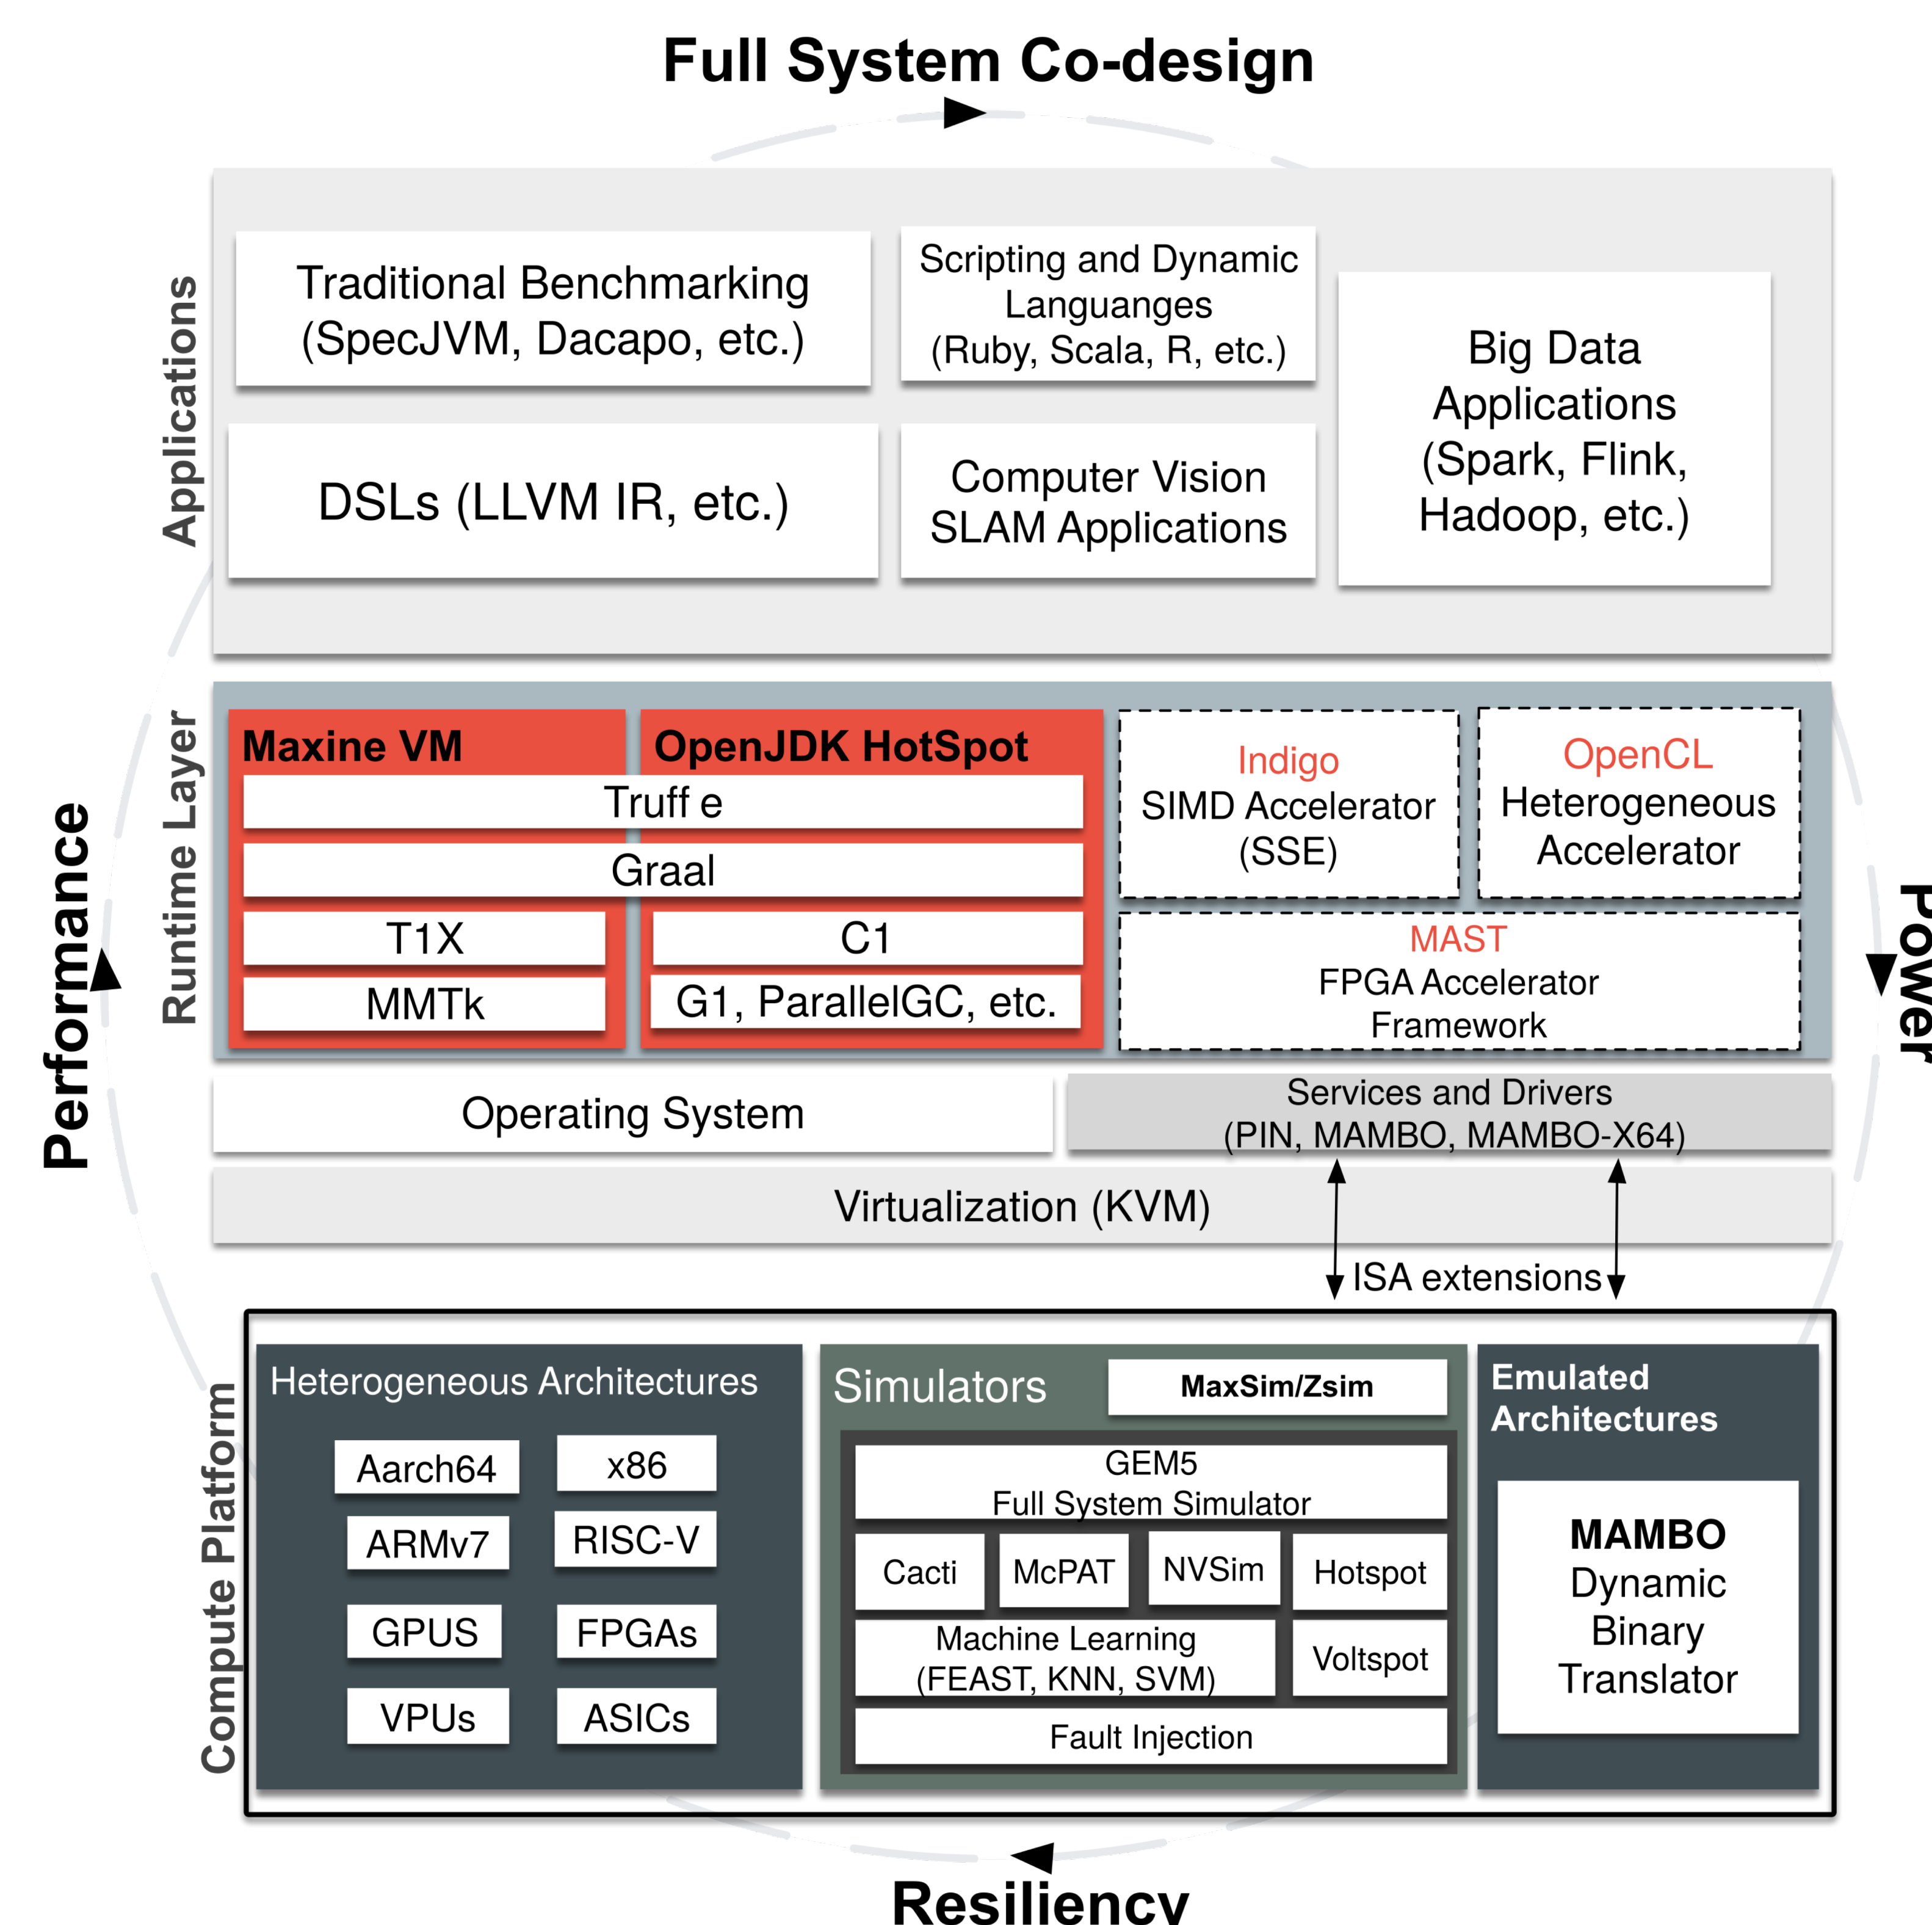 Full System Co-design
Applications
Traditional Benchmarking
(SpecJVM, Dacapo, etc.)
Scripting and Dynamic
Languanges
(Ruby, Scala, R, etc.)
Big Data
Applications
(Spark, Flink,
Hadoop, etc.)
DSLs (LLVM IR, etc.)
Computer Vision
SLAM Applications
Performance
Power
Runtime Layer
Maxine VM
OpenJDK HotSpot
Truff e
Graal
T1X
C1
MMTk
G1, ParallelGC, etc.
Indigo
SIMD Accelerator
(SSE)
OpenCL
Heterogeneous
Accelerator
MAST
FPGA Accelerator
Framework
Operating System
Services and Drivers
(PIN, MAMBO, MAMBO-X64)
Virtualization (KVM)
ISA extensions
Compute Platform
Heterogeneous Architectures
Aarch64
x86
ARMv7
RISC-V
GPUS
FPGAs
VPUs
ASICs
Simulators
MaxSim/Zsim
GEM5
Full System Simulator
Cacti
McPAT
NVSim
Hotspot
Machine Learning
(FEAST, KNN, SVM)
Voltspot
Fault Injection
Emulated
Architectures
MAMBO
Dynamic
Binary
Translator
Resiliency